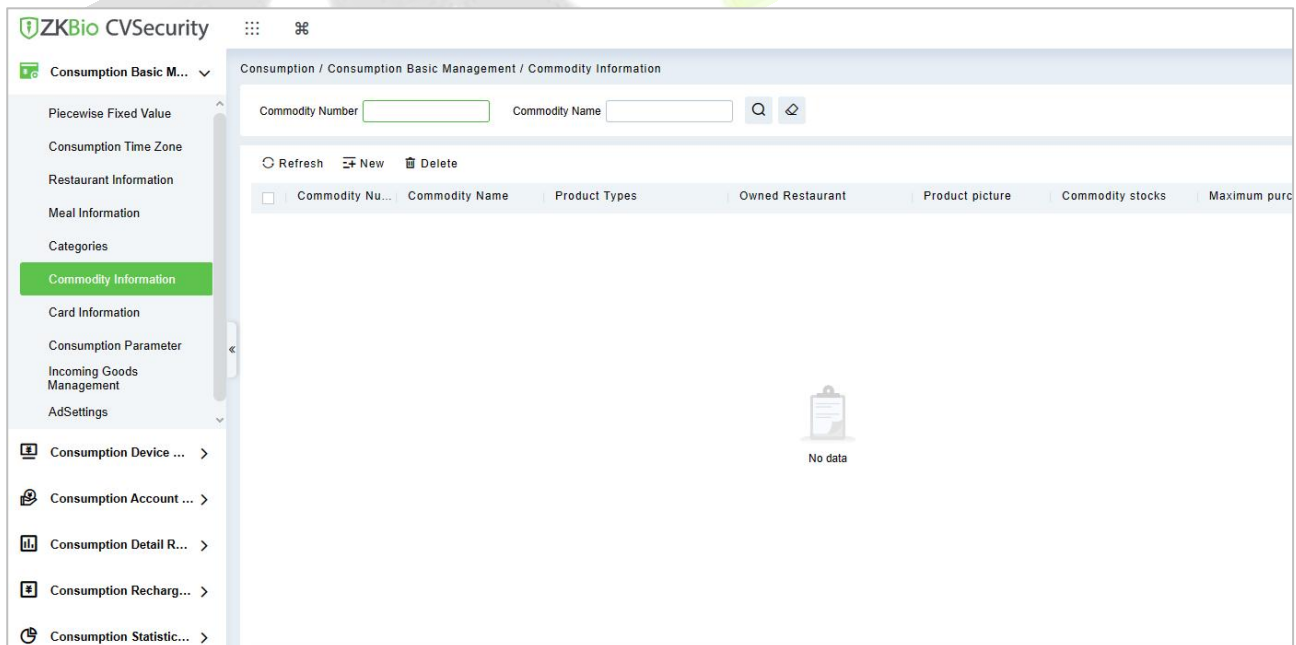 ZKBio CVSecurity
Consumption Basic M...
Consumption / Consumption Basic Management / Commodity Information
Piecewise Fixed Value
Commodity Number
Commodity Name
Consumption Time Zone
Refresh New Delete
Restaurant Information
Commodity Nu... Commodity Name Product Types Owned Restaurant Product picture Commodity stocks Maximum purc
Meal Information
Categories
Commodity Information
Card Information
Consumption Parameter
Incoming Goods
Management
AdSettings
No data
Consumption Device ...
Consumption Account ...
Consumption Detail R...
Consumption Recharg...
Consumption Statistic...